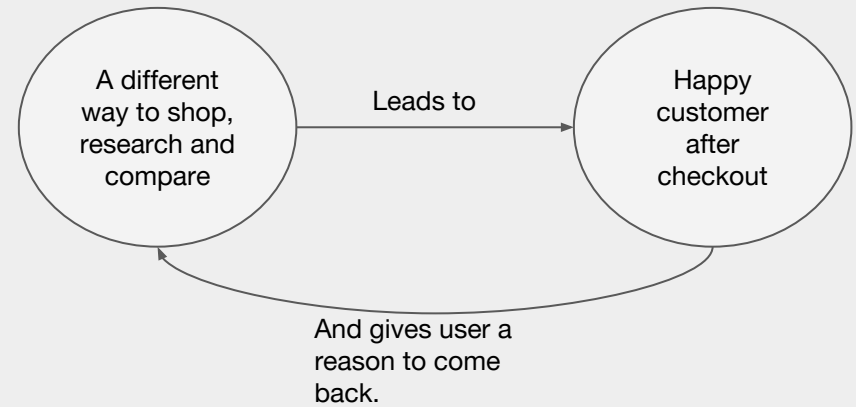 A different
way to shop,
research and
compare
Leads to
Happy
customer
after
checkout
And gives user a
reason to come
back.